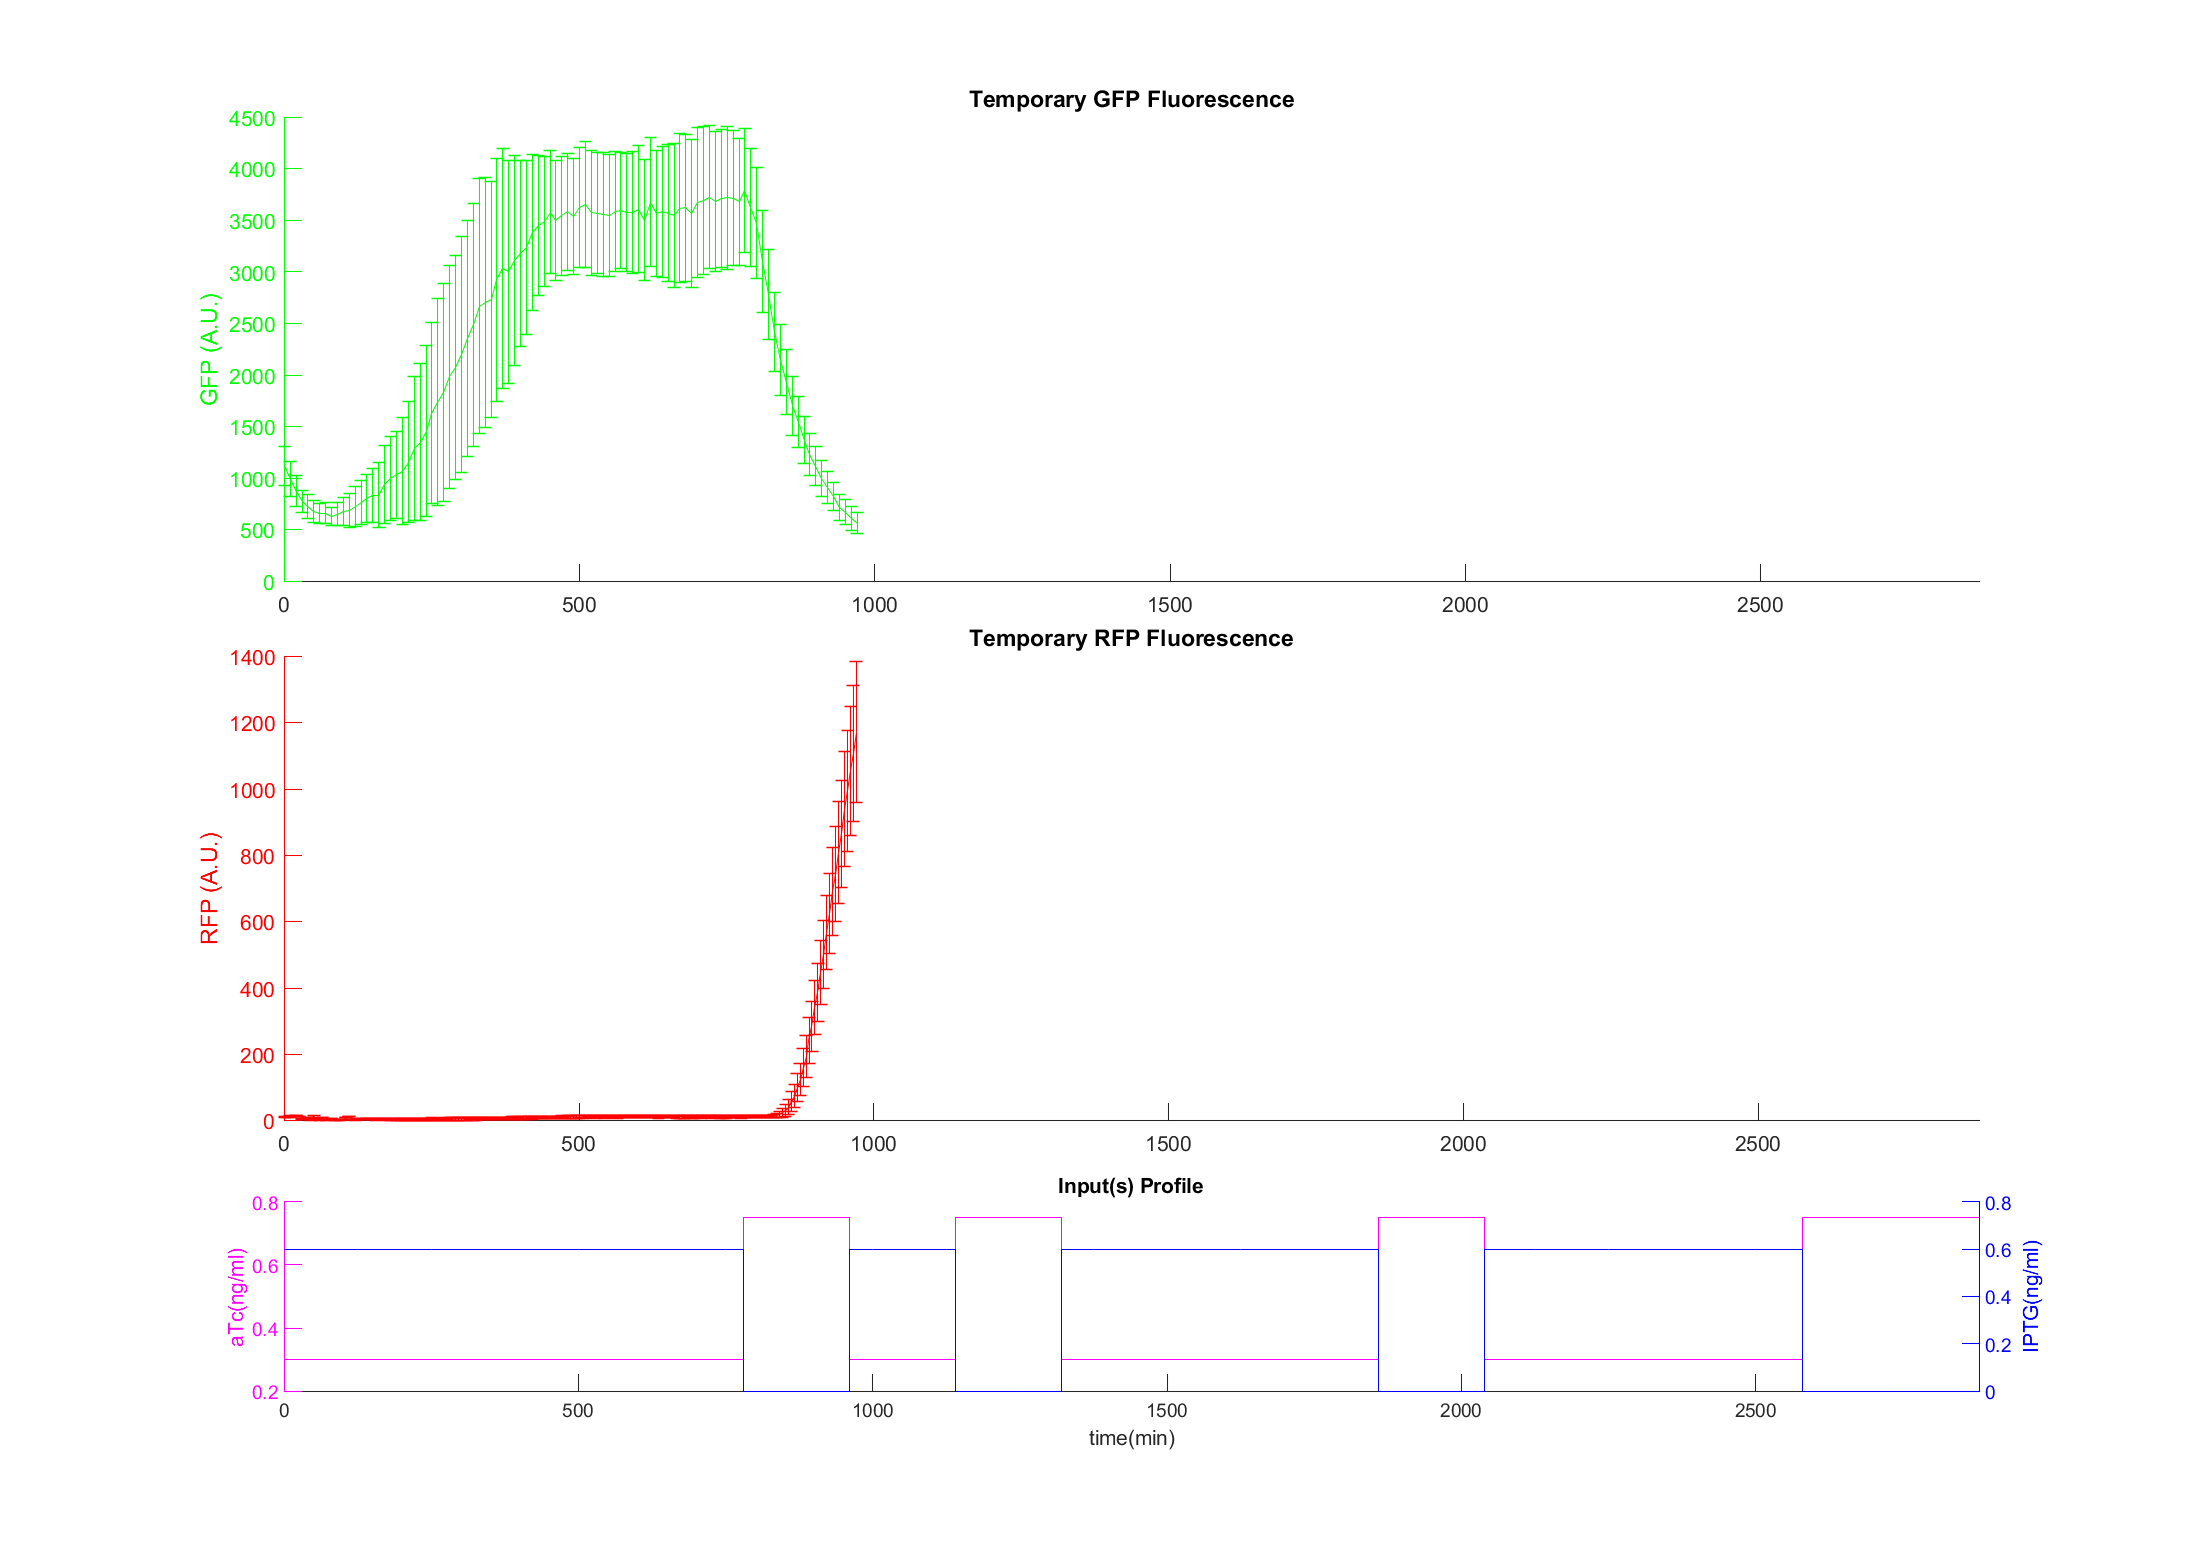 Temporary GFP Fluorescence
GFP (A.U.)
4500
4000
3500
3000
2500
2000
1500
1000
500
0
0 500 1000 1500 2000 2500
Temporary RFP Fluorescence
RFP (A.U.)
1400
1200
1000
800
600
400
200
0
0 500 1000 1500 2000 2500
Input(s) Profile
aTc(ng/ml)
0.8
0.6
0.4
0.2
0.8
0.6
0.4
0.2
0
IPTG(ng/ml)
0 500 1000 1500 2000 2500
time(min)